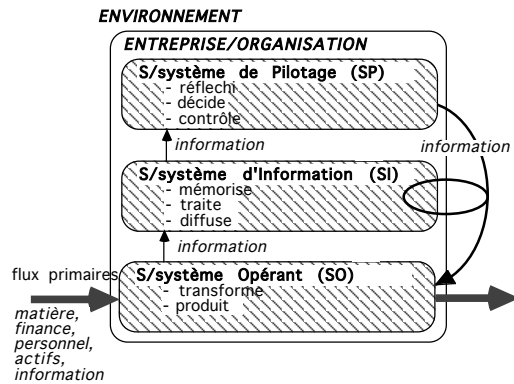 ENVIRONNEMENT
ENTREPRISE/ORGANISATION
S/système de Pilotage (SP)
- réflechi
- décide
- contrôle
information
information
S/système d'Information (SI)
- mémorise
- traite
- diffuse
information
flux primaires
S/système Opérant (SO)
- transforme
- produit
matière,
finance,
personnel,
actifs,
information